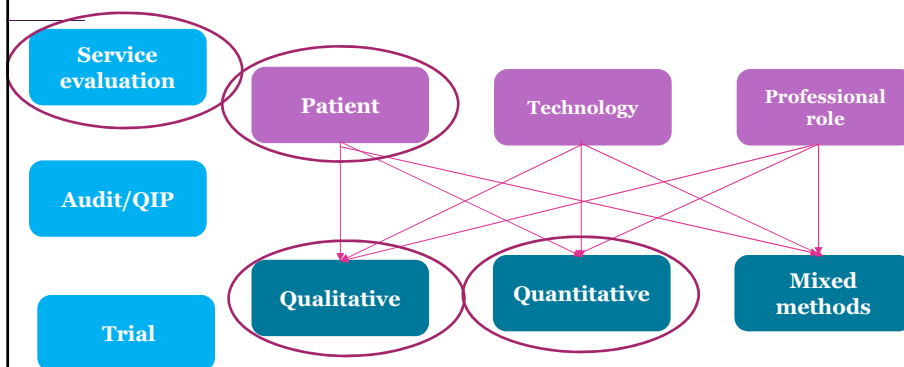 Service
evaluation
Patient
Technology
Professional
role
Audit/QIP
Qualitative
Quantitative
Mixed
methods
Trial